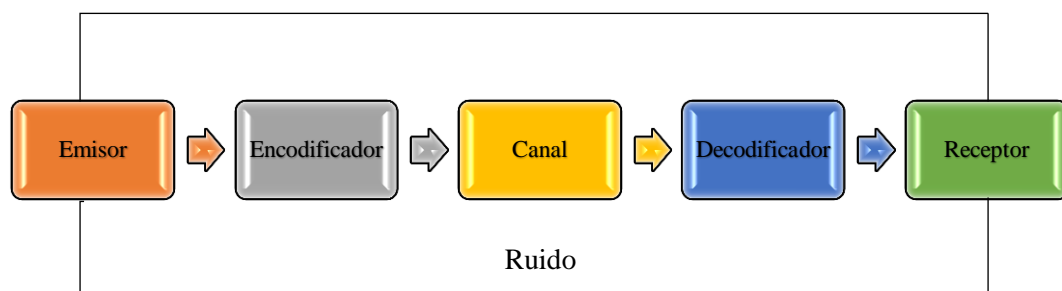 Emisor
Encodificador
Canal
Decodificador
Receptor
Ruido